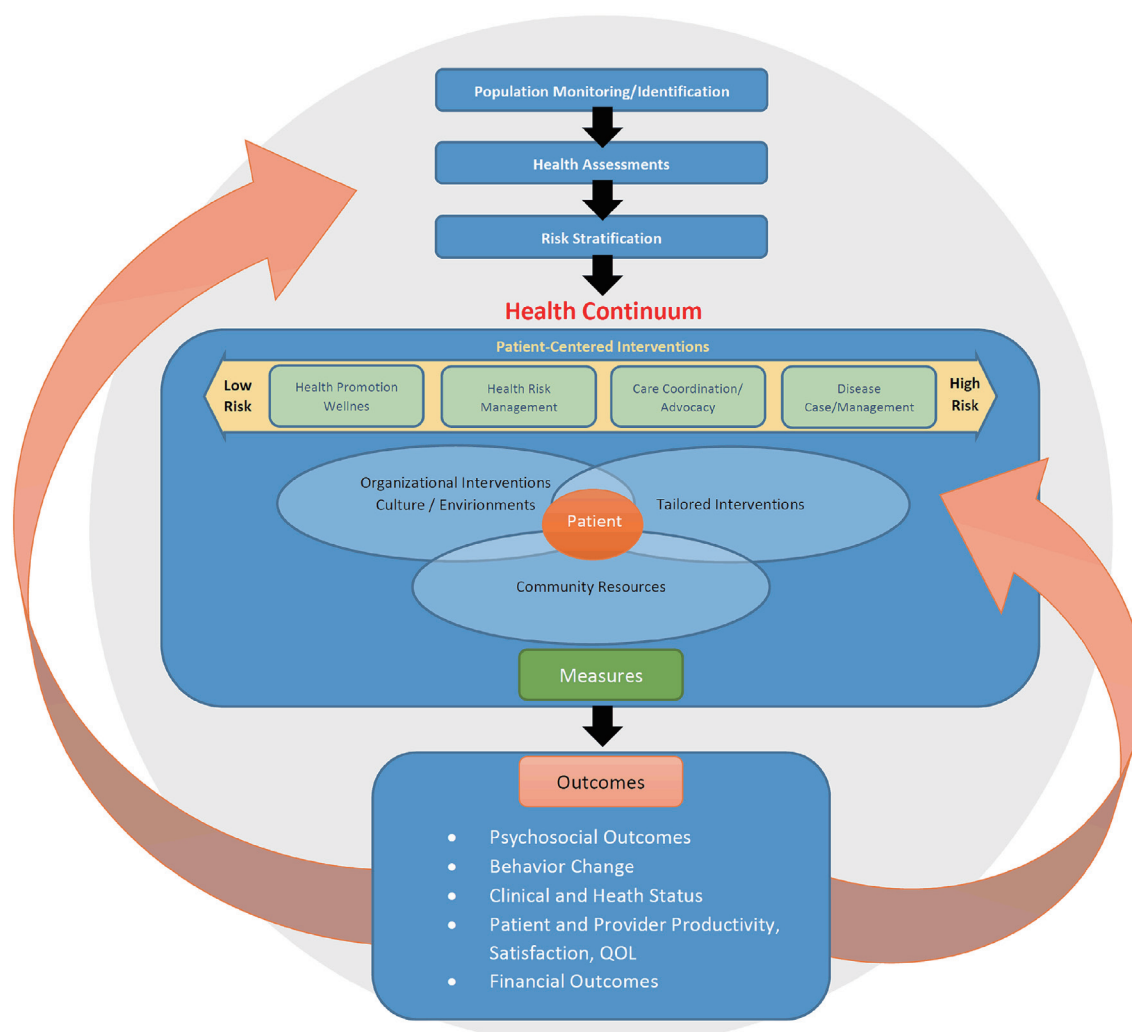 Population Monitoring/Identification
Health Assessments
Risk Stratification
Health Continuum
Patient-Centered Interventions
Low
Risk
Health Promotion
Wellnes
Health Risk
Management
Care Coordination/
Advocacy
Disease
Case/Management
High
Risk
Organizational Interventions
Culture / Envirionments
Tailored Interventions
Patient
Community Resources
Measures
Outcomes
• Psychosocial Outcomes
• Behavior Change
• Clinical and Heath Status
• Patient and Provider Productivity,
Satisfaction, QOL
• Financial Outcomes